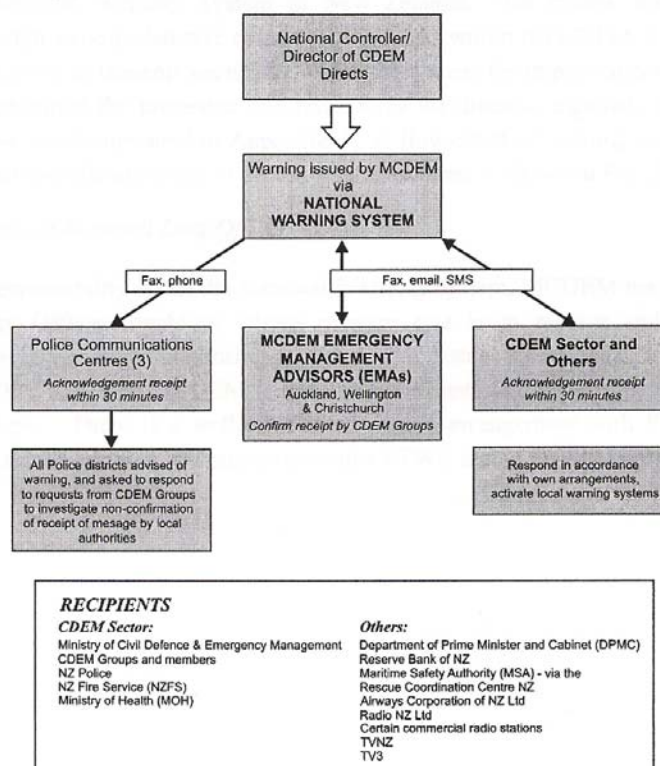 National Controller/
Director of CDEM
Directs
Warning issued by MCDEM
via
NATIONAL
WARNING SYSTEM
Fax, phone
Fax, email, SMS
Police Communications
Centres (3)
Acknowledgement receipt
within 30 minutes
MCDEM EMERGENCY
MANAGEMENT
ADVISORS (EMAs)
Auckland, Wellington
& Christchurch
Confirm receipt by CDEM Groups
CDEM Sector and
Others
Acknowledgement receipt
within 30 minutes
All Police districts advised of
warning, and asked to respond
to requests from CDEM Groups
to investigate non-confirmation
of receipt of mesage by local
authorities
Respond in accordance
with own arrangements,
activate local warning systems
RECIPIENTS
CDEM Sector:
Ministry of Civil Defence & Emergency Management
CDEM Groups and members
NZ Police
NZ Fire Service (NZFS)
Ministry of Health (MOH)
Others:
Department of Prime Minister and Cabinet (DPMC)
Reserve Bank of NZ
Maritime Safety Authority (MSA) - via the
Rescue Coordination Centre NZ
Airways Corporation of NZ Ltd
Radio NZ Ltd
Certain commercial radio stations
TVNZ
TV3